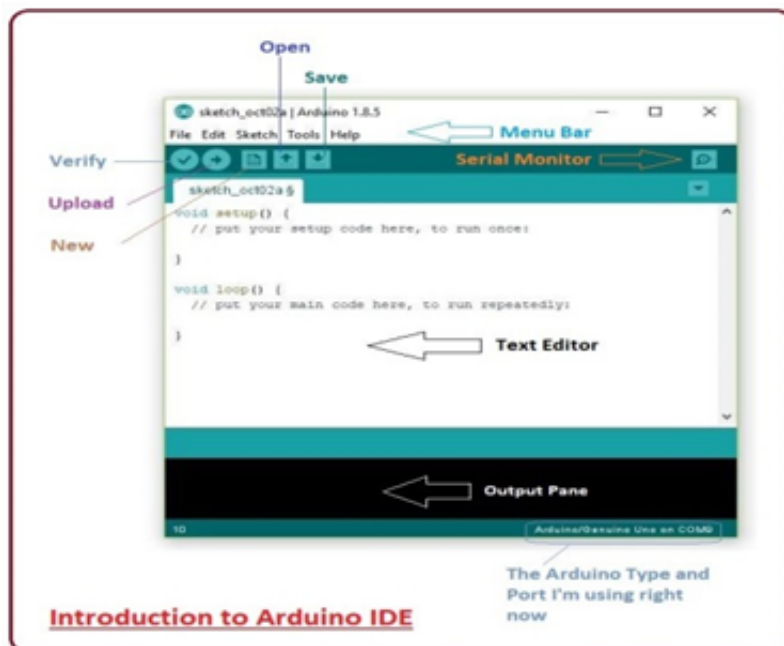 Open
Save
sketch_oct02a | Arduino 1.8.5
File Edit Sketch Tools Help
Menu Bar
Verify
Serial Monitor
Upload
sketch_oct02a §
New
void setup() {
// put your setup code here, to run once:
}
void loop() {
// put your main code here, to run repeatedly:
}
Text Editor
Output Pane
10
Arduino/Genuino Uno on COM9
The Arduino Type and
Port I'm using right
now
Introduction to Arduino IDE